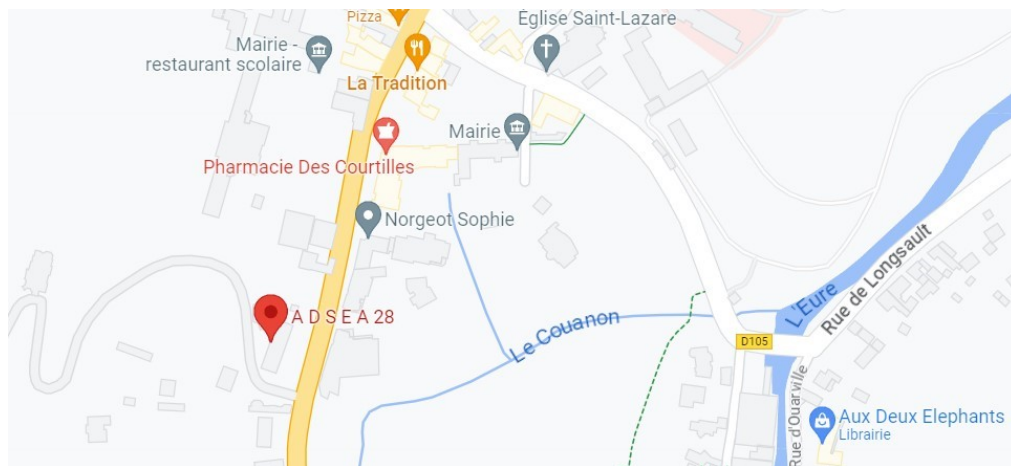 Pizza
Église Saint-Lazare
Mairie -
restaurant scolaire
La Tradition
Mairie
Pharmacie Des Courtilles
Norgeot Sophie
A D S E A 28
Le Couanon
L'Eure
Rue de Longsault
D105
Rue d'Ouarville
Aux Deux Elephants
Librairie